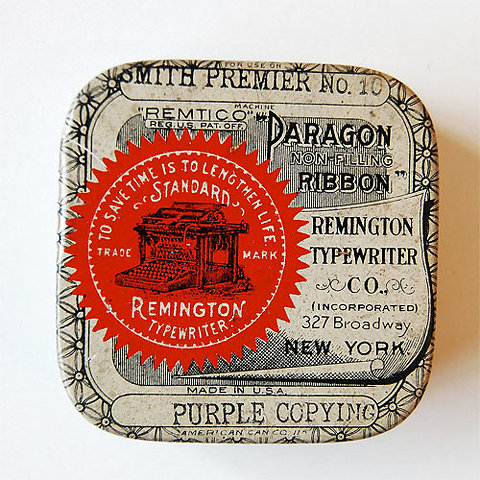 FOR USE ON
SMITH PREMIER No. 10
MACHINE
"REMTICO"
REG. U.S. PAT. OFF.
"PARAGON
NON-FILLING
RIBBON"
TO SAVE TIME IS TO LENGTHEN LIFE
STANDARD
TRADE MARK
REMINGTON
TYPEWRITER
REMINGTON
TYPEWRITER
CO.,
(INCORPORATED)
327 Broadway.
NEW YORK.
MADE IN U.S.A.
PURPLE COPYING
AMERICAN CAN CO. 11A